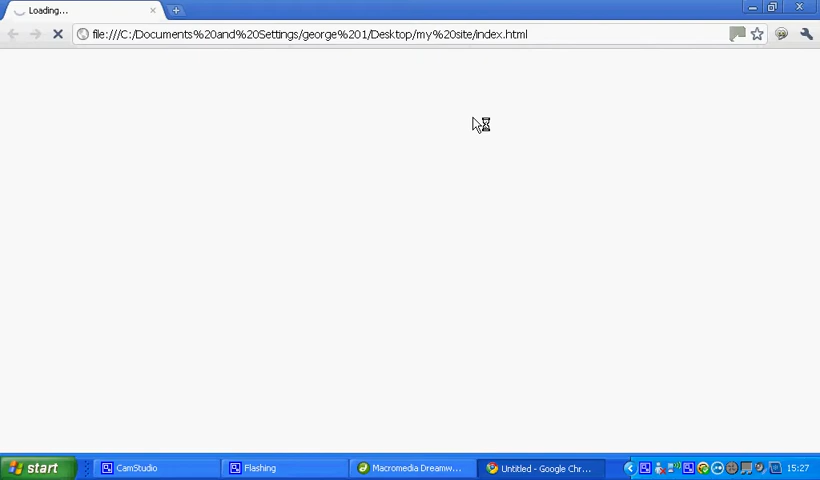 Loading...
file:///C:/Documents%20and%20Settings/george%201/Desktop/my%20site/index.html
start
CamStudio
Flashing
Macromedia Dreamw...
Untitled - Google Chr...
15:27